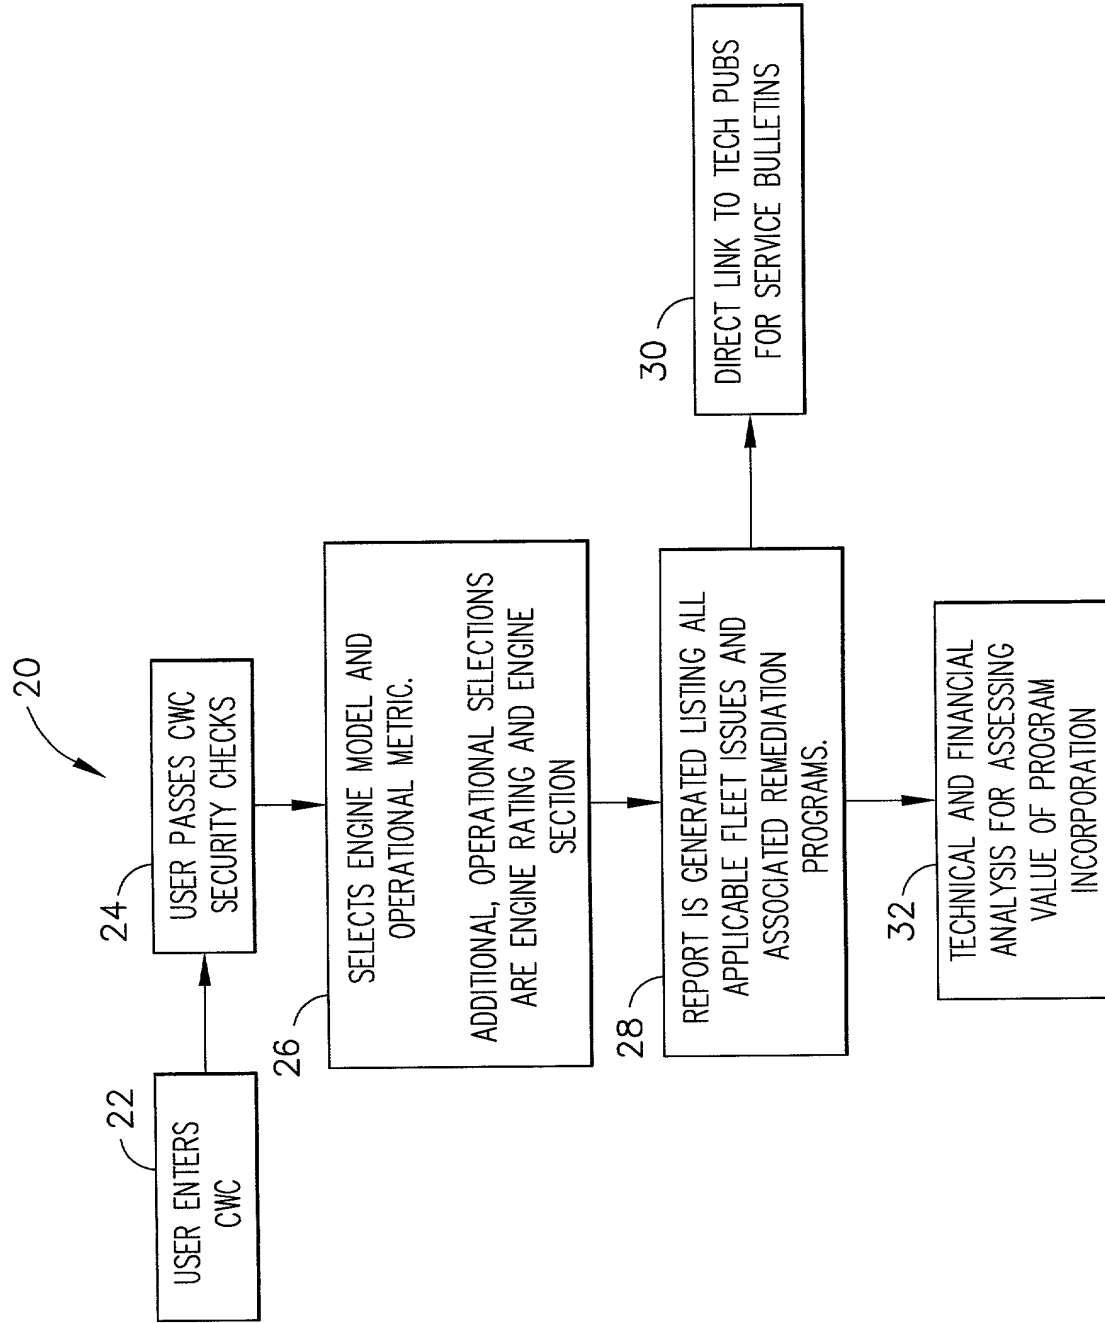 20
22
USER ENTERS
CWC
24
USER PASSES CWC
SECURITY CHECKS
26
SELECTS ENGINE MODEL AND
OPERATIONAL METRIC.
ADDITIONAL, OPERATIONAL SELECTIONS
ARE ENGINE RATING AND ENGINE
SECTION
28
REPORT IS GENERATED LISTING ALL
APPLICABLE FLEET ISSUES AND
ASSOCIATED REMEDIATION
PROGRAMS.
30
DIRECT LINK TO TECH PUBS
FOR SERVICE BULLETINS
32
TECHNICAL AND FINANCIAL
ANALYSIS FOR ASSESSING
VALUE OF PROGRAM
INCORPORATION